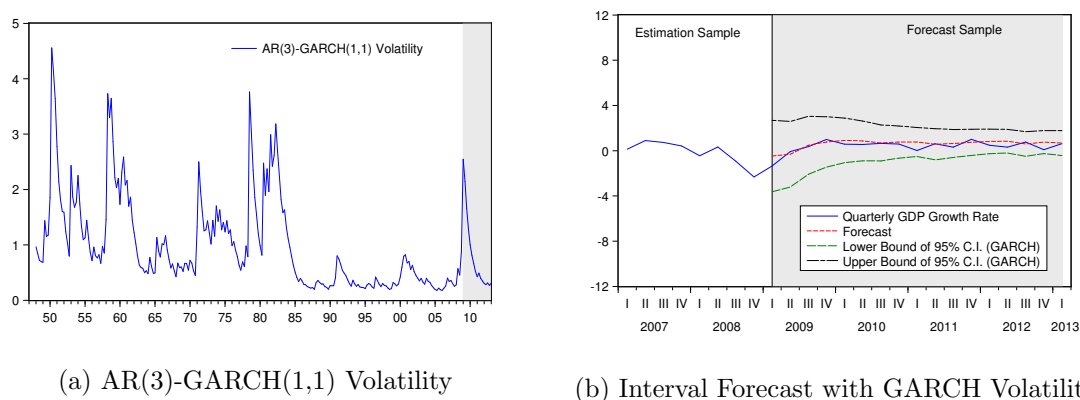 5
4
3
2
1
0
50 55 60 65 70 75 80 85 90 95 00 05 10
AR(3)-GARCH(1,1) Volatility
(a) AR(3)-GARCH(1,1) Volatility
12
8
4
0
-4
-8
-12
Estimation Sample
Forecast Sample
Quarterly GDP Growth Rate
Forecast
Lower Bound of 95% C.I. (GARCH)
Upper Bound of 95% C.I. (GARCH)
I II III IV I II III IV I II III IV I II III IV I II III IV I II III IV I
2007 2008 2009 2010 2011 2012 2013
(b) Interval Forecast with GARCH Volatilit